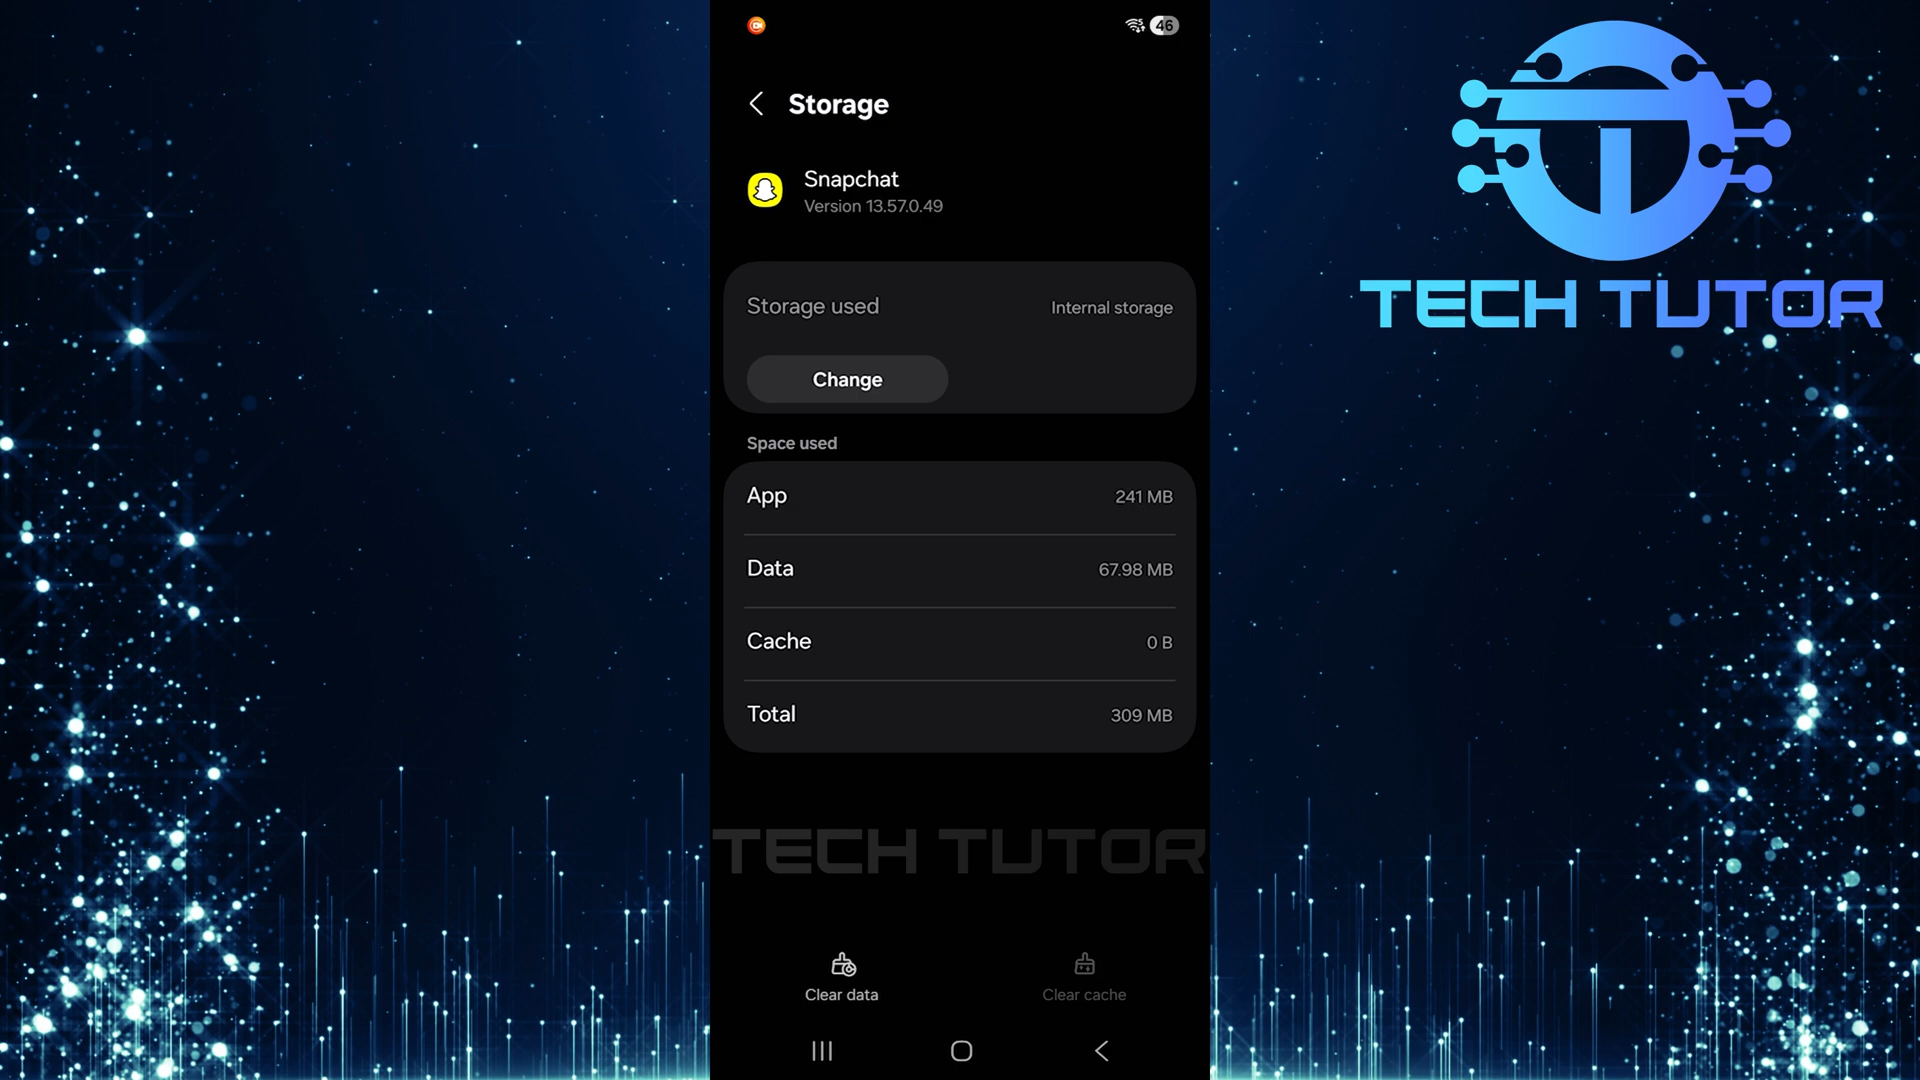 46
Storage
Snapchat
Version 13.57.0.49
Storage used
Internal storage
Change
Space used
App
241 MB
Data
67.98 MB
Cache
0 B
Total
309 MB
TECH TUTOR
Clear data
Clear cache
TECH TUTOR